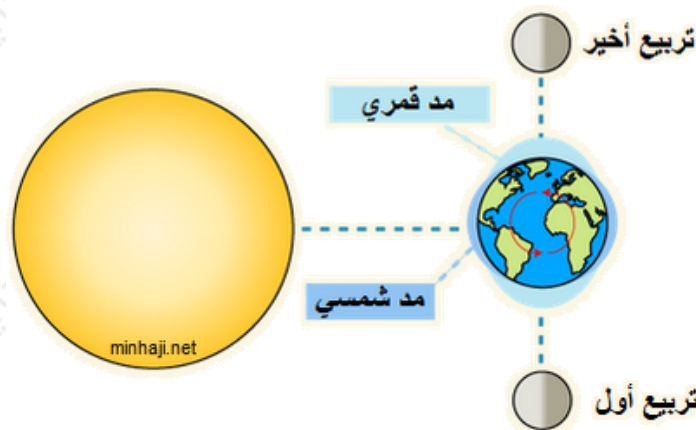 تربيع أخير
مد قمري
مد شمسي
minhaji.net
تربيع أول